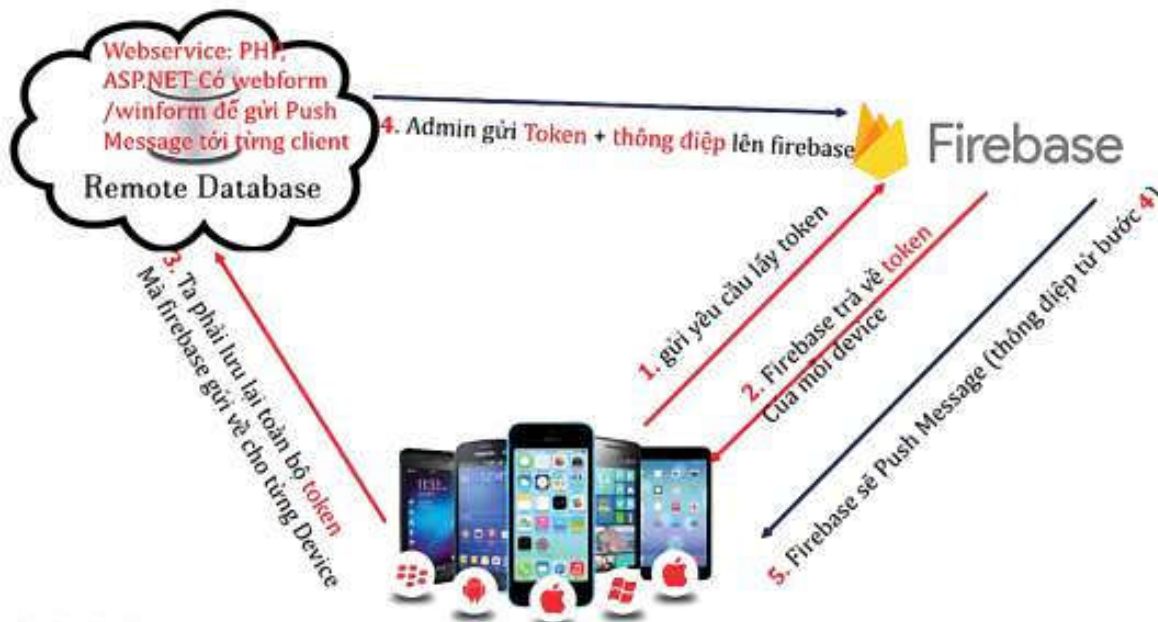 Webservice: PHP,
ASP.NET Có webform
/winform để gửi Push
Message tới từng client
Remote Database
4. Admin gửi Token + thông điệp lên firebase
Firebase
1. gửi yêu cầu lấy token
2. Firebase trả về token
Của mỗi device
3. Ta phải lưu lại toàn bộ token
Mà firebase gửi về cho từng Device
5. Firebase sẽ Push Message (thông điệp từ bước 4)